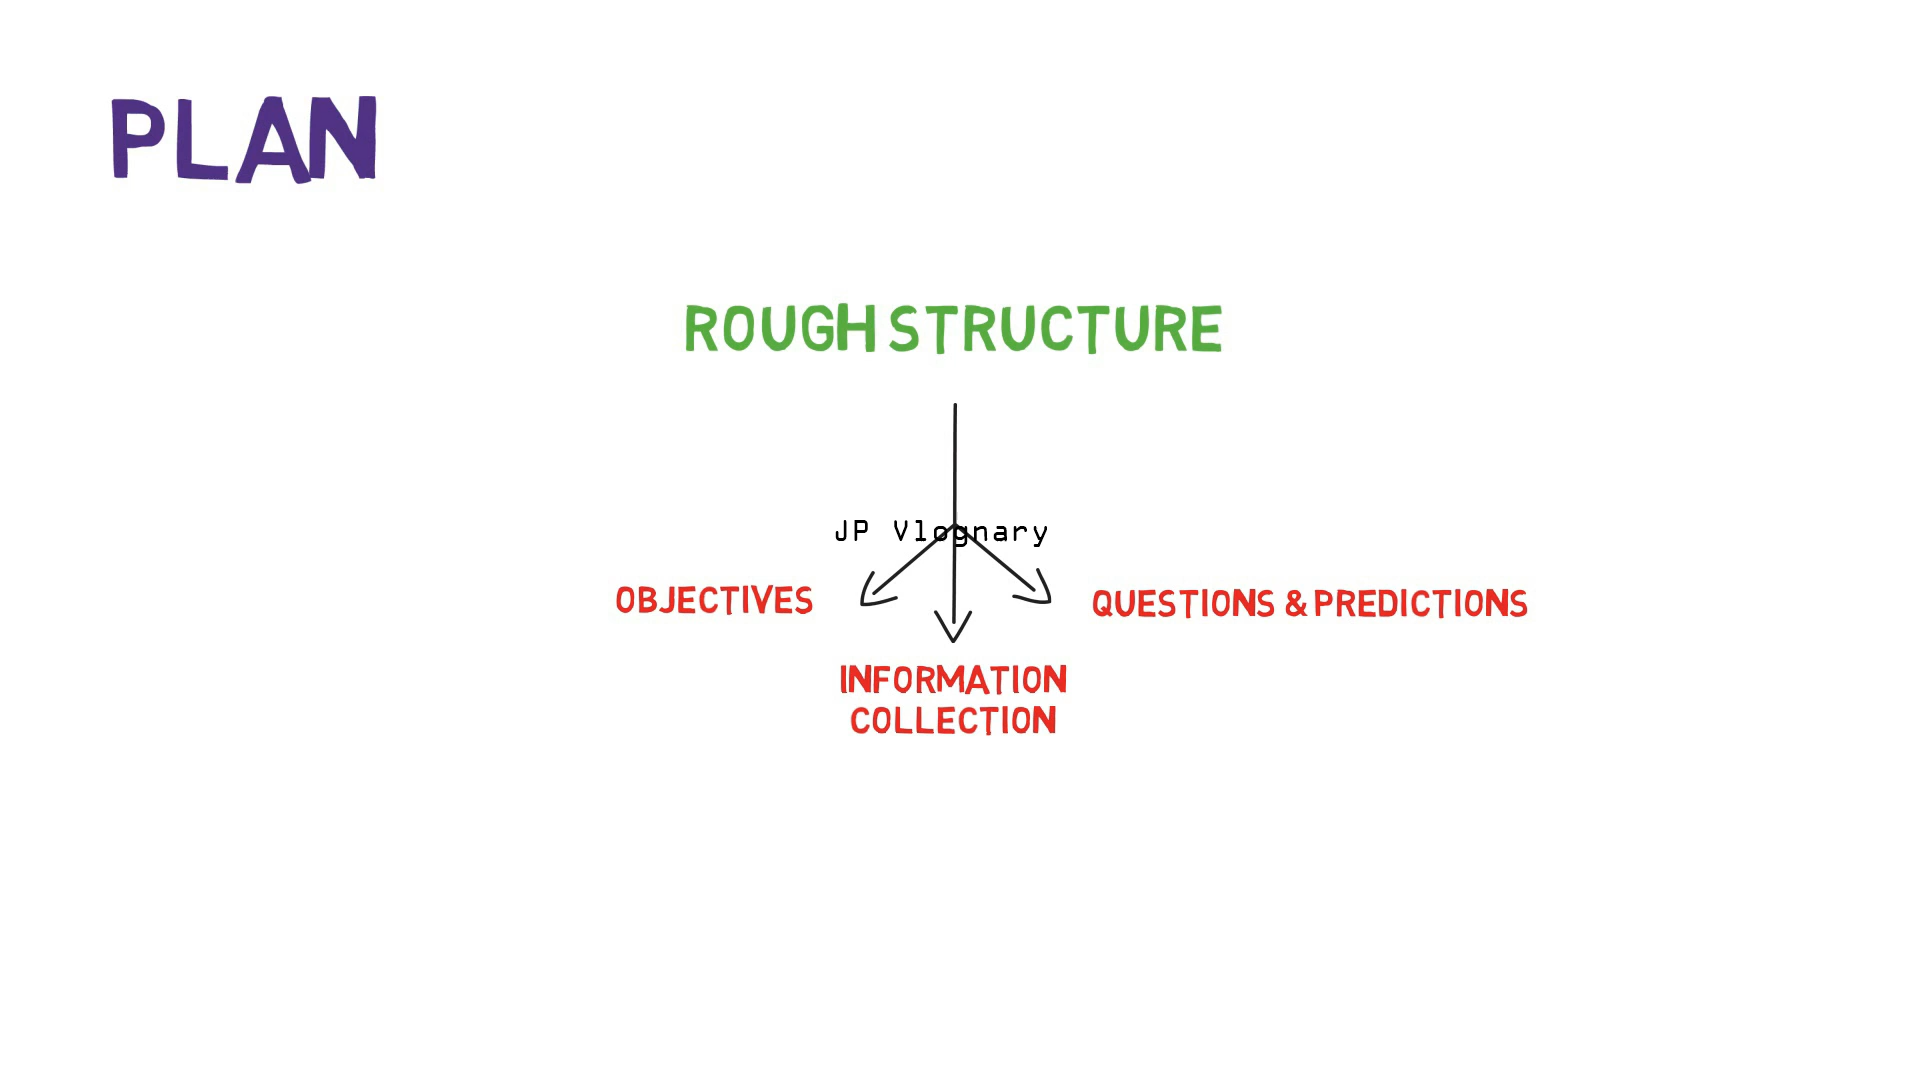 PLAN
ROUGH STRUCTURE
JP Vlognary
OBJECTIVES
QUESTIONS & PREDICTIONS
INFORMATION
COLLECTION